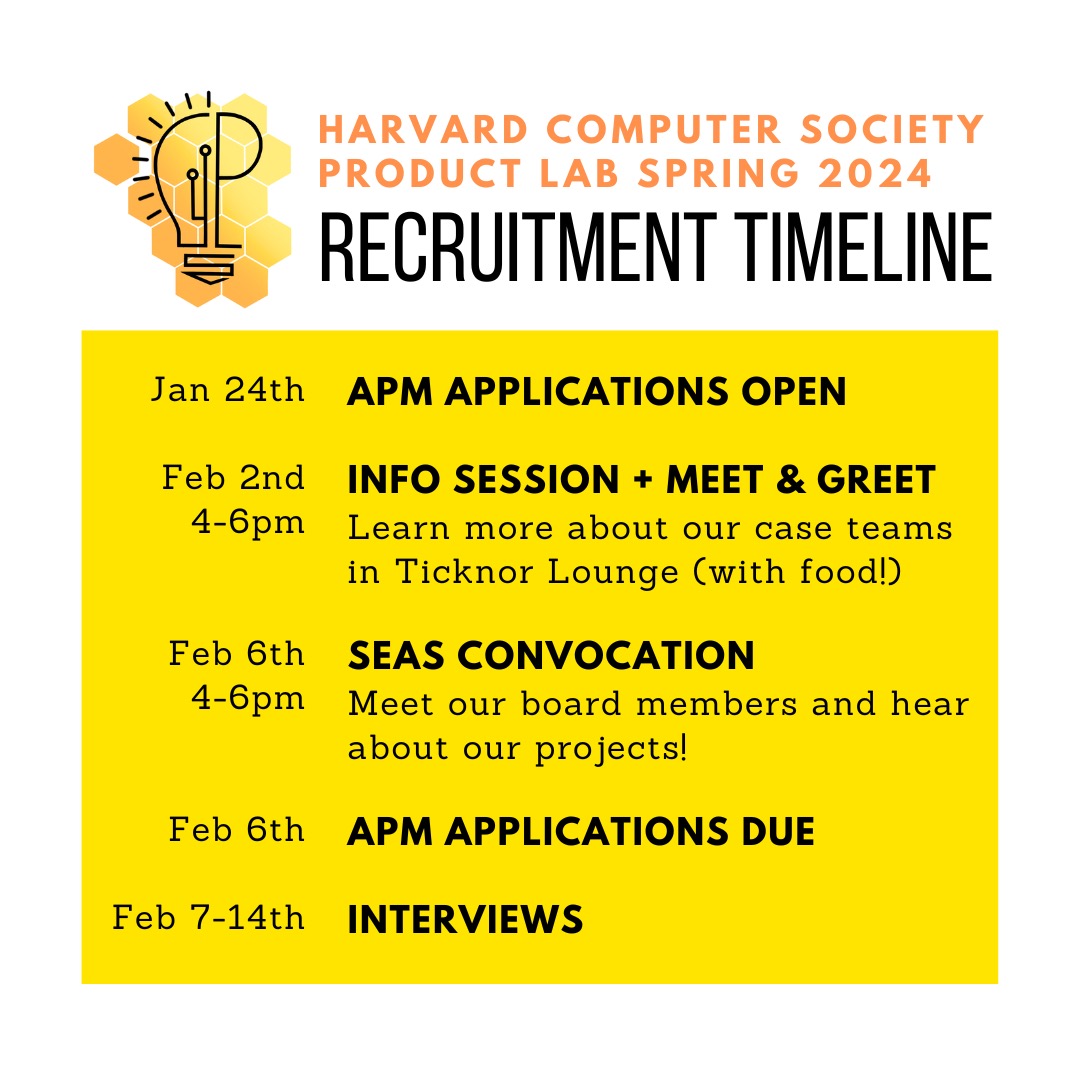 HARVARD COMPUTER SOCIETY
PRODUCT LAB SPRING 2024
RECRUITMENT TIMELINE
Jan 24th APM APPLICATIONS OPEN
Feb 2nd INFO SESSION + MEET & GREET
4-6pm Learn more about our case teams
in Ticknor Lounge (with food!)
Feb 6th SEAS CONVOCATION
4-6pm Meet our board members and hear
about our projects!
Feb 6th APM APPLICATIONS DUE
Feb 7-14th INTERVIEWS